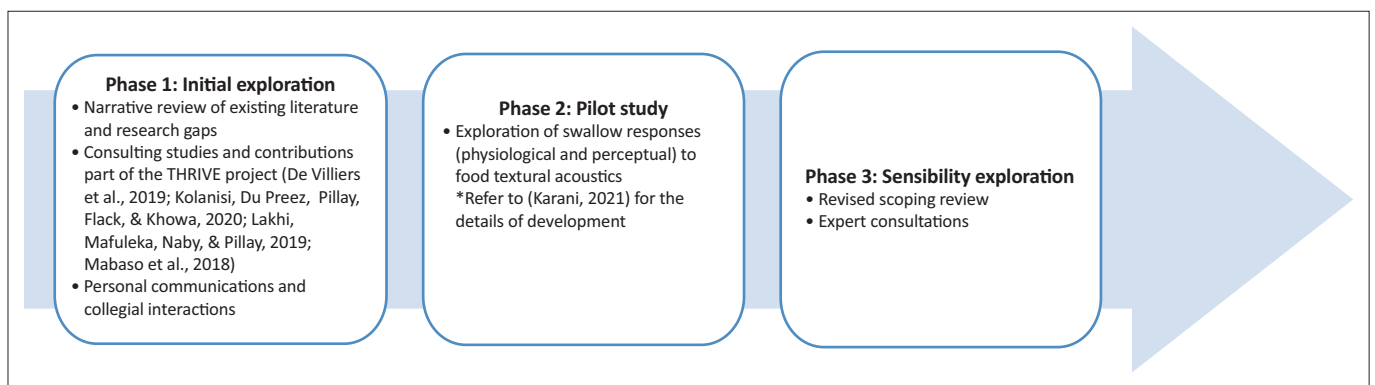 Phase 1: Initial exploration
• Narrative review of existing literature
and research gaps
• Consulting studies and contributions
part of the THRIVE project (De Villiers
et al., 2019; Kolanisi, Du Preez, Pillay,
Flack, & Khowa, 2020; Lakhi,
Mafuleka, Naby, & Pillay, 2019;
Mabaso et al., 2018)
• Personal communications and
collegial interactions
Phase 2: Pilot study
• Exploration of swallow responses
(physiological and perceptual) to
food textural acoustics
*Refer to (Karani, 2021) for the
details of development
Phase 3: Sensibility exploration
• Revised scoping review
• Expert consultations